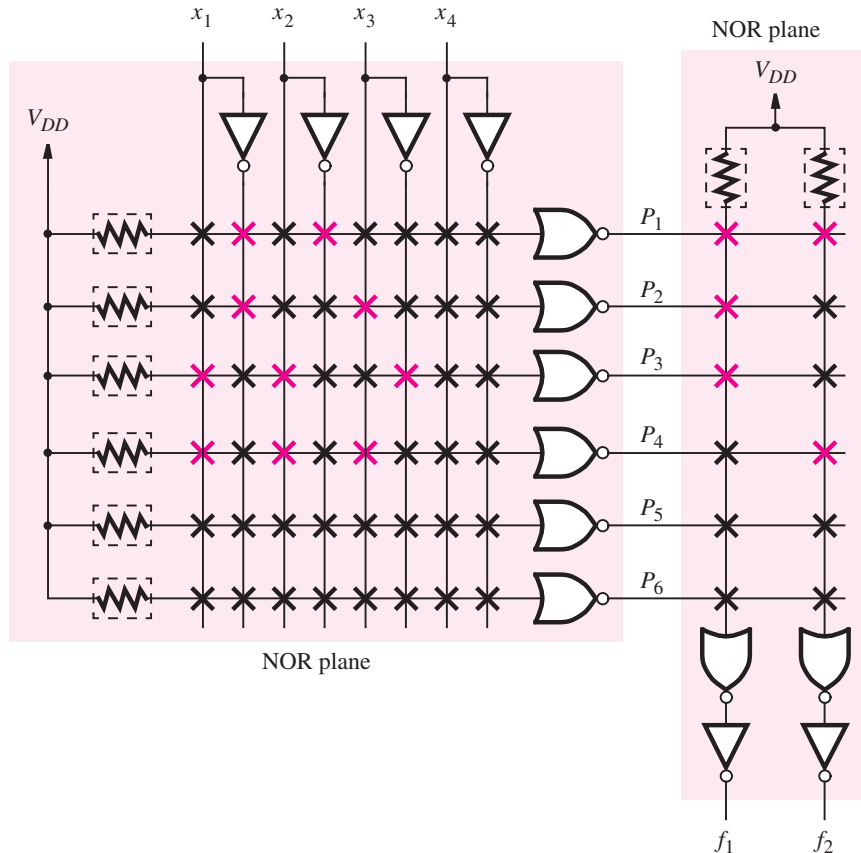 x1 x2 x3 x4
NOR plane
VDD
VDD
P1
P2
P3
P4
P5
P6
NOR plane
f1 f2